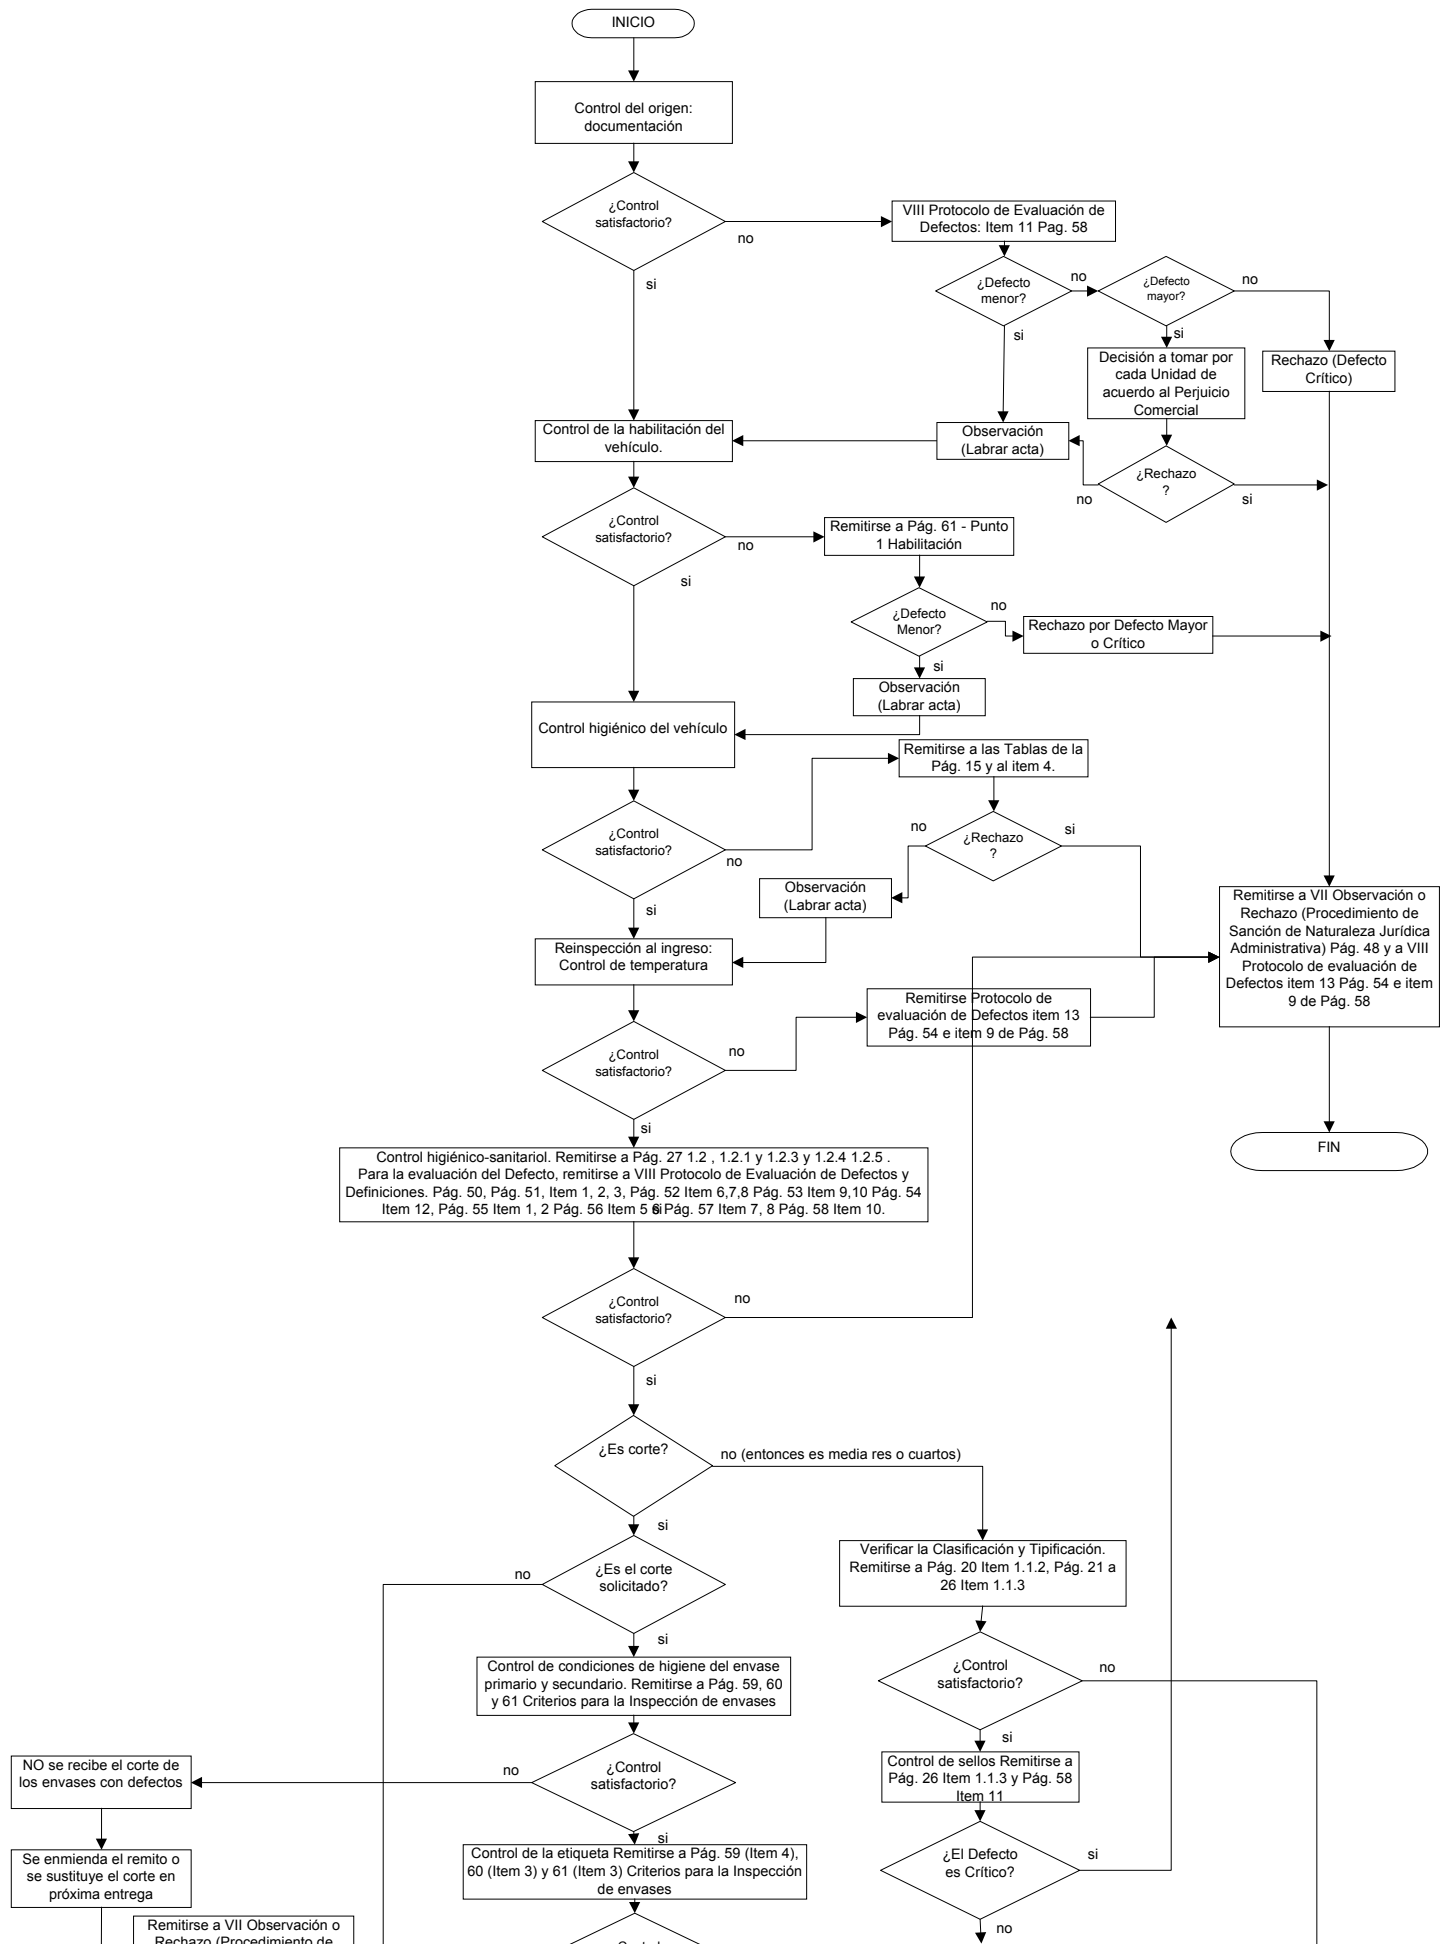 INICIO
Control del origen:
documentación
¿Control
satisfactorio?
no
si
VIII Protocolo de Evaluación de
Defectos: Item 11 Pag. 58
¿Defecto
menor?
no
si
¿Defecto
mayor?
no
si
Decisión a tomar por
cada Unidad de
acuerdo al Perjuicio
Comercial
Rechazo (Defecto
Crítico)
Control de la habilitación del
vehículo.
Observación
(Labrar acta)
¿Rechazo
?
no
si
¿Control
satisfactorio?
no
si
Remitirse a Pág. 61 - Punto
1 Habilitación
¿Defecto
Menor?
no
si
Rechazo por Defecto Mayor
o Crítico
Observación
(Labrar acta)
Control higiénico del vehículo
Remitirse a las Tablas de la
Pág. 15 y al item 4.
¿Control
satisfactorio?
no
si
¿Rechazo
?
no
si
Observación
(Labrar acta)
Remitirse a VII Observación o
Rechazo (Procedimiento de
Sanción de Naturaleza Jurídica
Administrativa) Pág. 48 y a VIII
Protocolo de evaluación de
Defectos item 13 Pág. 54 e item
9 de Pág. 58
Reinspección al ingreso:
Control de temperatura
Remitirse Protocolo de
evaluación de Defectos item 13
Pág. 54 e item 9 de Pág. 58
¿Control
satisfactorio?
no
si
FIN
Control higiénico-sanitariol. Remitirse a Pág. 27 1.2 , 1.2.1 y 1.2.3 y 1.2.4 1.2.5 .
Para la evaluación del Defecto, remitirse a VIII Protocolo de Evaluación de Defectos y
Definiciones. Pág. 50, Pág. 51, Item 1, 2, 3, Pág. 52 Item 6,7,8 Pág. 53 Item 9,10 Pág. 54
Item 12, Pág. 55 Item 1, 2 Pág. 56 Item 5 6 Pág. 57 Item 7, 8 Pág. 58 Item 10.
si
¿Control
satisfactorio?
no
si
¿Es corte?
no (entonces es media res o cuartos)
si
¿Es el corte
solicitado?
no
si
Verificar la Clasificación y Tipificación.
Remitirse a Pág. 20 Item 1.1.2, Pág. 21 a
26 Item 1.1.3
Control de condiciones de higiene del envase
primario y secundario. Remitirse a Pág. 59, 60
y 61 Criterios para la Inspección de envases
¿Control
satisfactorio?
no
si
¿Control
satisfactorio?
no
si
NO se recibe el corte de
los envases con defectos
Control de sellos Remitirse a
Pág. 26 Item 1.1.3 y Pág. 58
Item 11
Se enmienda el remito o
se sustituye el corte en
próxima entrega
Control de la etiqueta Remitirse a Pág. 59 (Item 4),
60 (Item 3) y 61 (Item 3) Criterios para la Inspección
de envases
¿El Defecto
es Crítico?
si
no
Remitirse a VII Observación o
Rechazo (Procedimiento de